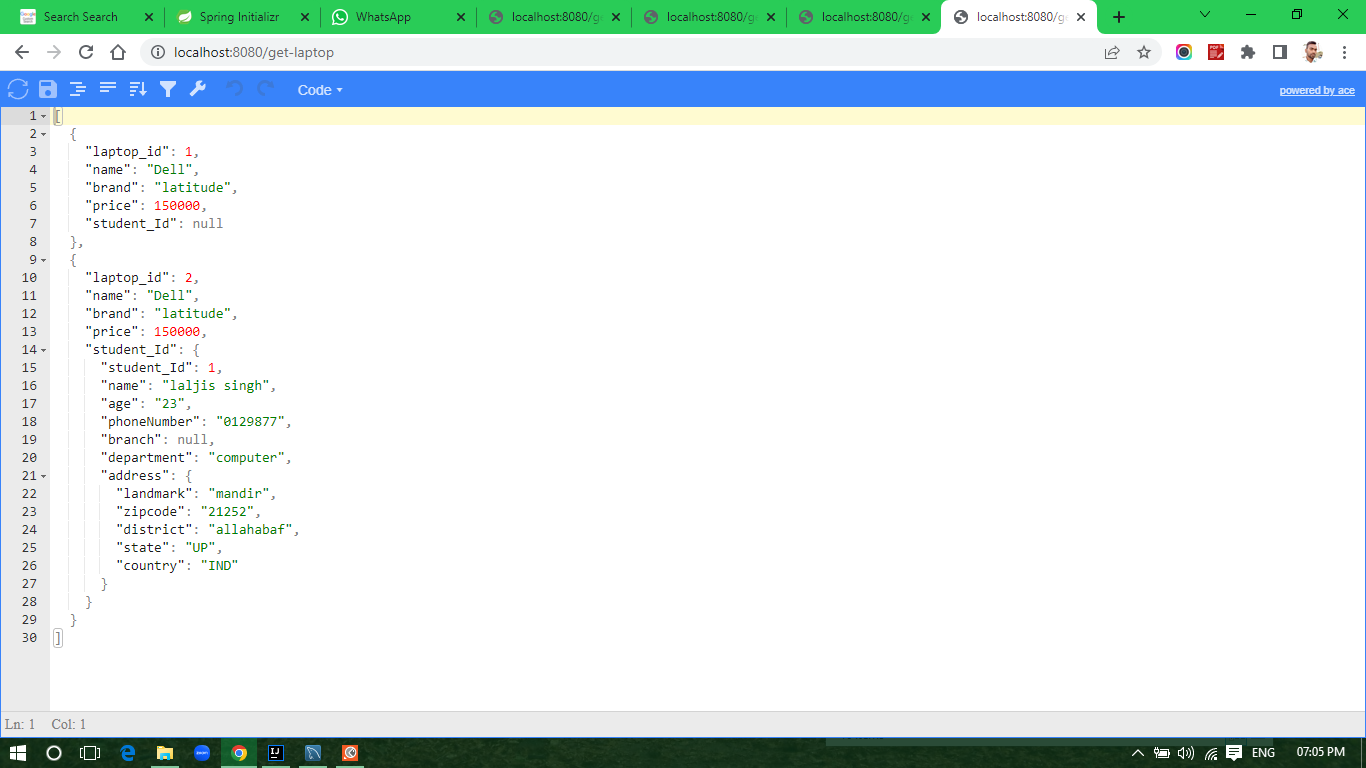 Search Search
Spring Initializr
WhatsApp
localhost:8080/ge
localhost:8080/ge
localhost:8080/ge
localhost:8080/ge
localhost:8080/get-laptop
Code
powered by ace
1 [
2 {
3 "laptop_id": 1,
4 "name": "Dell",
5 "brand": "latitude",
6 "price": 150000,
7 "student_Id": null
8 },
9 {
10 "laptop_id": 2,
11 "name": "Dell",
12 "brand": "latitude",
13 "price": 150000,
14 "student_Id": {
15 "student_Id": 1,
16 "name": "laljis singh",
17 "age": "23",
18 "phoneNumber": "0129877",
19 "branch": null,
20 "department": "computer",
21 "address": {
22 "landmark": "mandir",
23 "zipcode": "21252",
24 "district": "allahabaf",
25 "state": "UP",
26 "country": "IND"
27 }
28 }
29 }
30 ]
Ln: 1 Col: 1
ENG 07:05 PM